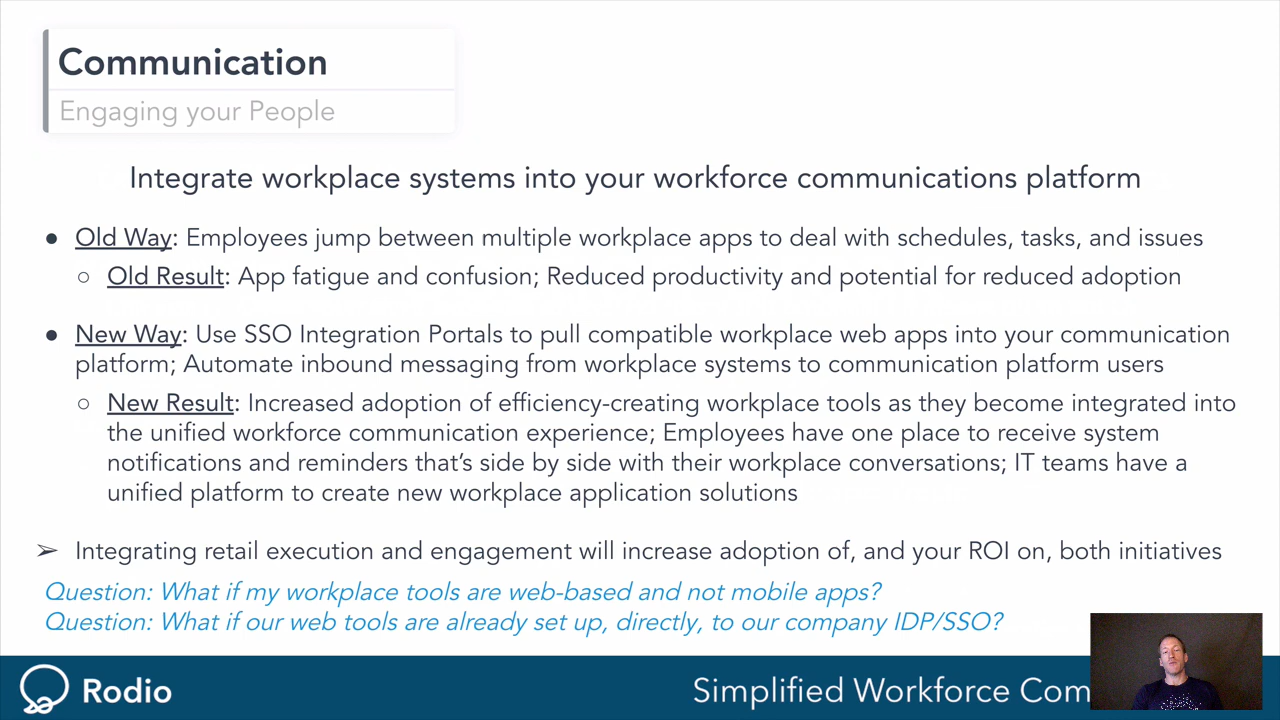 Communication
Engaging your People
Integrate workplace systems into your workforce communications platform
● Old Way: Employees jump between multiple workplace apps to deal with schedules, tasks, and issues
○ Old Result: App fatigue and confusion; Reduced productivity and potential for reduced adoption
● New Way: Use SSO Integration Portals to pull compatible workplace web apps into your communication
platform; Automate inbound messaging from workplace systems to communication platform users
○ New Result: Increased adoption of efficiency-creating workplace tools as they become integrated into
the unified workforce communication experience; Employees have one place to receive system
notifications and reminders that's side by side with their workplace conversations; IT teams have a
unified platform to create new workplace application solutions
➢ Integrating retail execution and engagement will increase adoption of, and your ROI on, both initiatives
Question: What if my workplace tools are web-based and not mobile apps?
Question: What if our web tools are already set up, directly, to our company IDP/SSO?
Rodio
Simplified Workforce Com